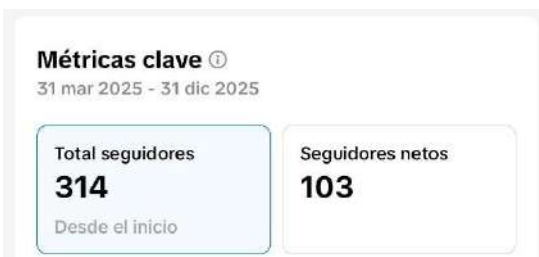 Métricas clave
31 mar 2025 - 31 dic 2025
Total seguidores
314
Desde el inicio
Seguidores netos
103